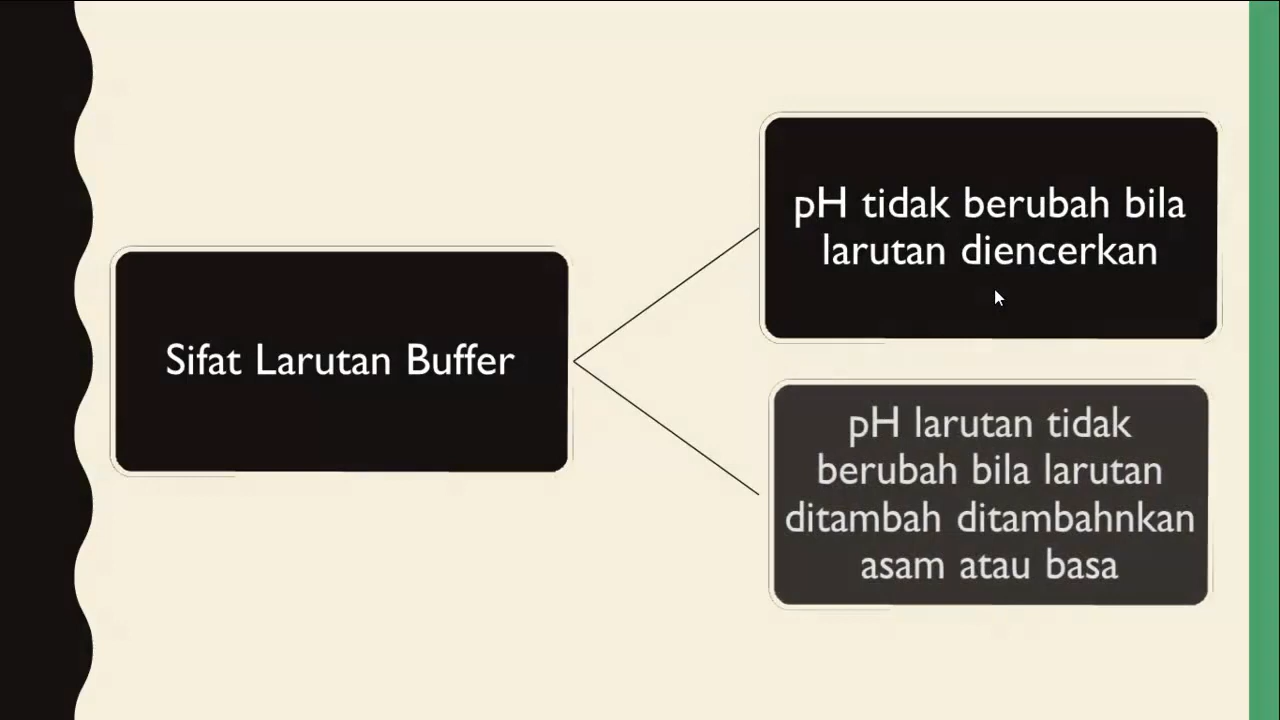 Sifat Larutan Buffer
pH tidak berubah bila
larutan diencerkan
pH larutan tidak
berubah bila larutan
ditambah ditambahnkan
asam atau basa